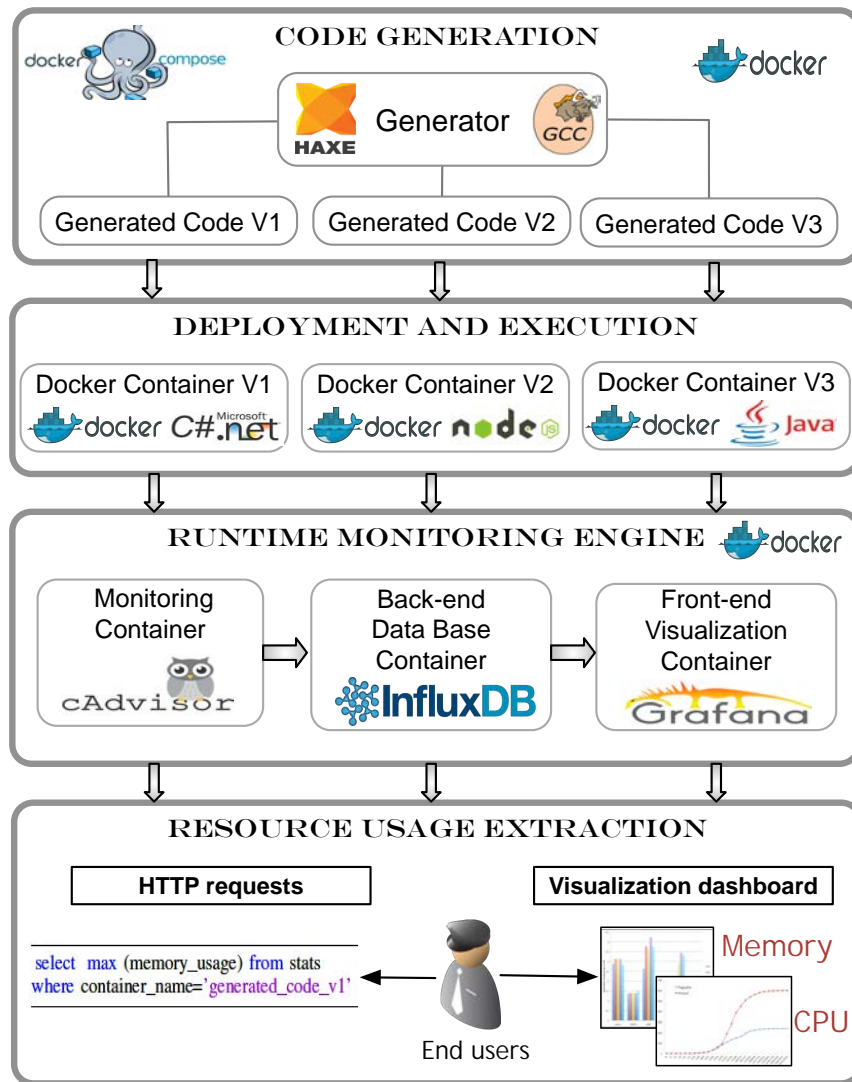 CODE GENERATION
docker compose
docker
HAXE
Generator
GCC
Generated Code V1
Generated Code V2
Generated Code V3
DEPLOYMENT AND EXECUTION
Docker Container V1
docker C# Microsoft .net
Docker Container V2
docker node JS
Docker Container V3
docker Java
RUNTIME MONITORING ENGINE
docker
Monitoring
Container
cAdvisor
Back-end
Data Base
Container
InfluxDB
Front-end
Visualization
Container
Grafana
RESOURCE USAGE EXTRACTION
HTTP requests
Visualization dashboard
select max (memory_usage) from stats
where container_name='generated_code_v1'
End users
Memory
CPU